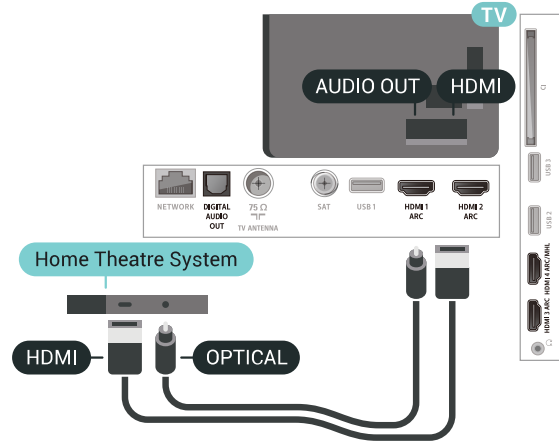 TV
AUDIO OUT
HDMI
CI
USB 3
USB 2
HDMI 4 ARC/MHL
HDMI 3 ARC
NETWORK
DIGITAL
AUDIO
OUT
75 Ω
TV ANTENNA
SAT
USB 1
HDMI 1
ARC
HDMI 2
ARC
Home Theatre System
HDMI
OPTICAL